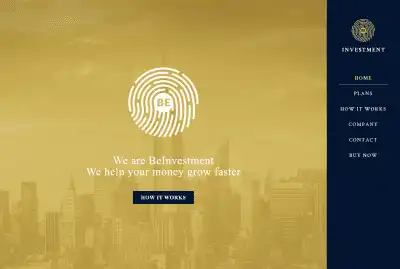 BE
We are BeInvestment
We help your money grow faster
HOW IT WORKS
INVESTMENT
HOME
PLANS
HOW IT WORKS
COMPANY
CONTACT
BUY NOW